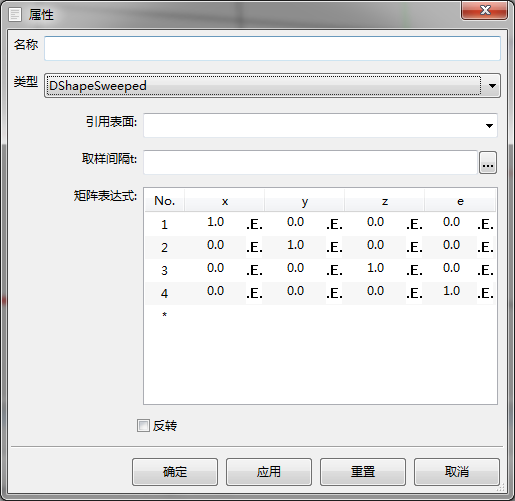 属性
名称
类型 DShapeSweeped
引用表面:
取样间隔t: ...
矩阵表达式:
No. x y z e
1 1.0 .E. 0.0 .E. 0.0 .E. 0.0 .E.
2 0.0 .E. 1.0 .E. 0.0 .E. 0.0 .E.
3 0.0 .E. 0.0 .E. 1.0 .E. 0.0 .E.
4 0.0 .E. 0.0 .E. 0.0 .E. 1.0 .E.
*
反转
确定 应用 重置 取消